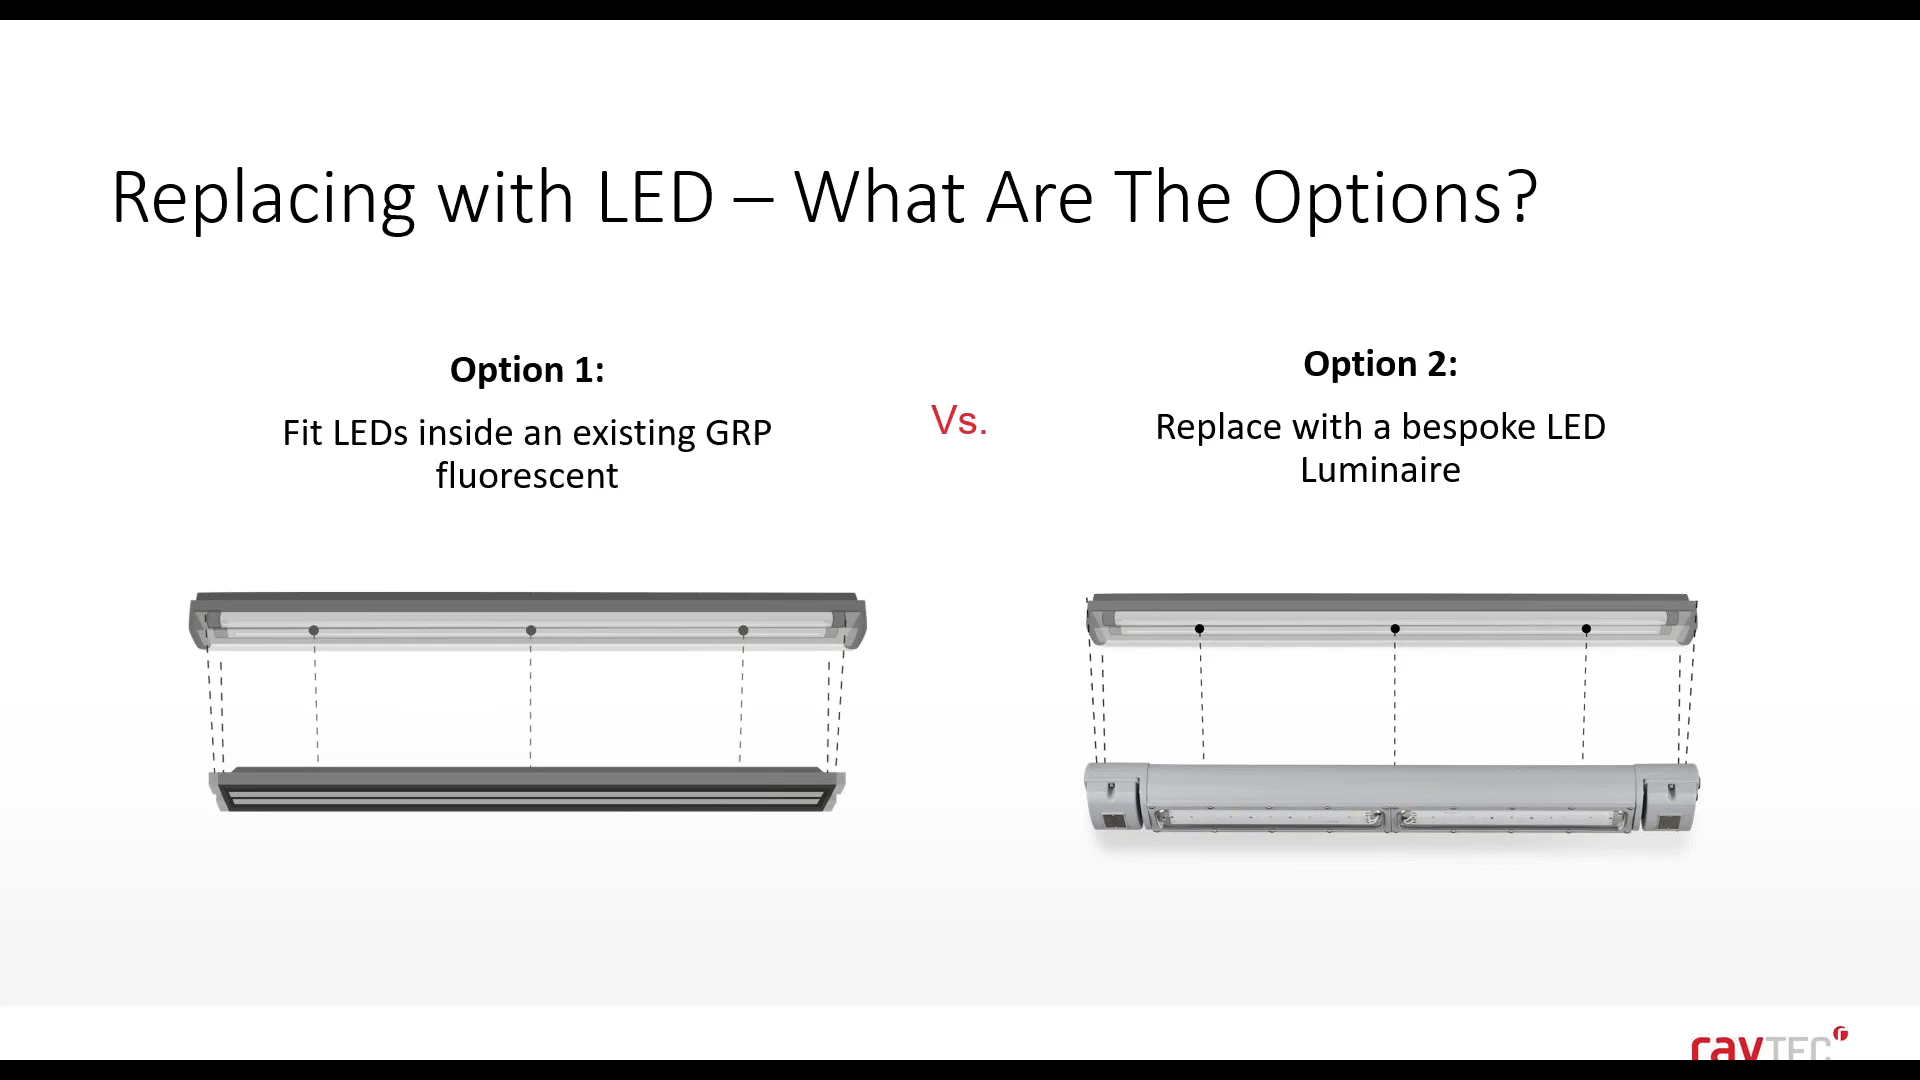 Replacing with LED – What Are The Options?
Option 1:
Fit LEDs inside an existing GRP
fluorescent
Vs.
Option 2:
Replace with a bespoke LED
Luminaire
rayTEC